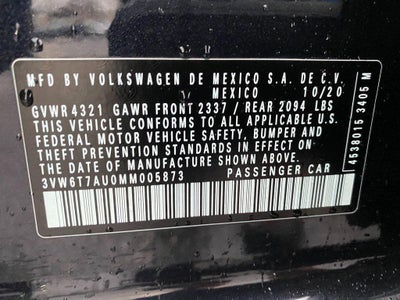 MFD BY VOLKSWAGEN DE MEXICO S.A. DE C.V.
MEXICO 10/20
GVWR 4321 GAWR FRONT 2337 / REAR 2094 LBS
THIS VEHICLE CONFORMS TO ALL APPLICABLE U.S.
FEDERAL MOTOR VEHICLE SAFETY, BUMPER AND
THEFT PREVENTION STANDARDS IN EFFECT ON
THE DATE OF MANUFACTURE SHOWN ABOVE.
3VW6T7AU0MM005873 PASSENGER CAR
4538015 3405 M